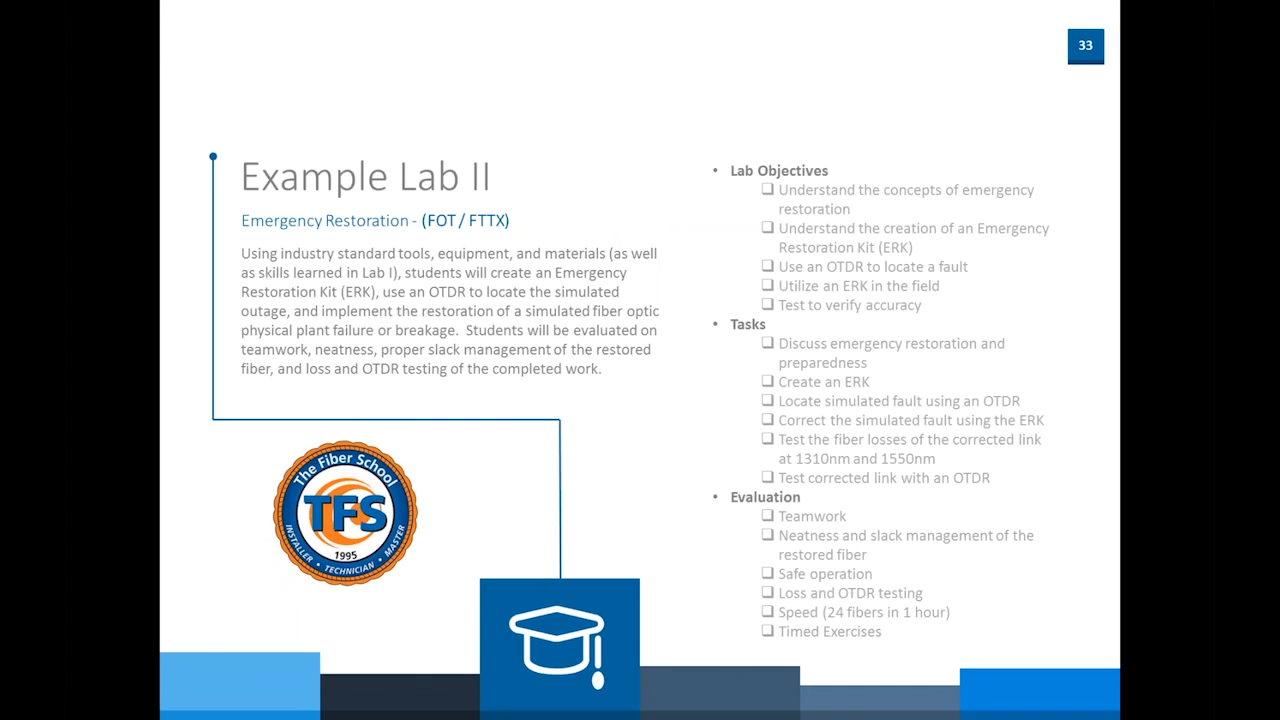 33
Example Lab II
Emergency Restoration - (FOT / FTTX)
Using industry standard tools, equipment, and materials (as well
as skills learned in Lab I), students will create an Emergency
Restoration Kit (ERK), use an OTDR to locate the simulated
outage, and implement the restoration of a simulated fiber optic
physical plant failure or breakage. Students will be evaluated on
teamwork, neatness, proper slack management of the restored
fiber, and loss and OTDR testing of the completed work.
The Fiber School
TFS
1995
INSTALLER • TECHNICIAN • MASTER
• Lab Objectives
❑ Understand the concepts of emergency
restoration
❑ Understand the creation of an Emergency
Restoration Kit (ERK)
❑ Use an OTDR to locate a fault
❑ Utilize an ERK in the field
❑ Test to verify accuracy
• Tasks
❑ Discuss emergency restoration and
preparedness
❑ Create an ERK
❑ Locate simulated fault using an OTDR
❑ Correct the simulated fault using the ERK
❑ Test the fiber losses of the corrected link
at 1310nm and 1550nm
❑ Test corrected link with an OTDR
• Evaluation
❑ Teamwork
❑ Neatness and slack management of the
restored fiber
❑ Safe operation
❑ Loss and OTDR testing
❑ Speed (24 fibers in 1 hour)
❑ Timed Exercises